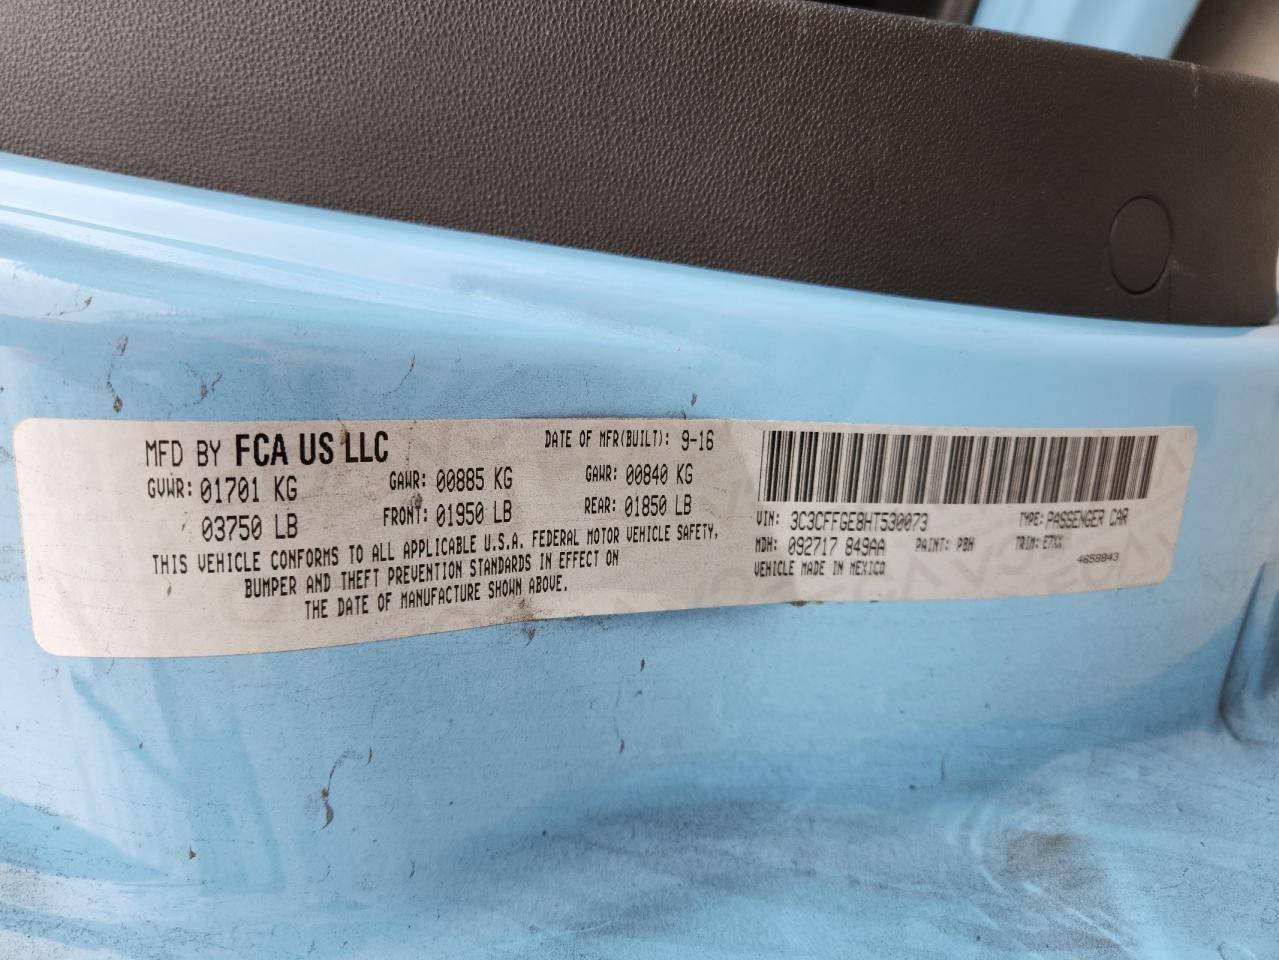 MFD BY FCA US LLC
DATE OF MFR(BUILT): 9-16
GVWR: 01701 KG
GAWR: 00885 KG
GAWR: 00840 KG
03750 LB
FRONT: 01950 LB
REAR: 01850 LB
THIS VEHICLE CONFORMS TO ALL APPLICABLE U.S.A. FEDERAL MOTOR VEHICLE SAFETY,
BUMPER AND THEFT PREVENTION STANDARDS IN EFFECT ON
THE DATE OF MANUFACTURE SHOWN ABOVE.
VIN: 3C3CFFGE8HT530073
TYPE: PASSENGER CAR
MDH: 092717 849AA
PAINT: PBH
TRIM: E7XX
VEHICLE MADE IN MEXICO
4658843